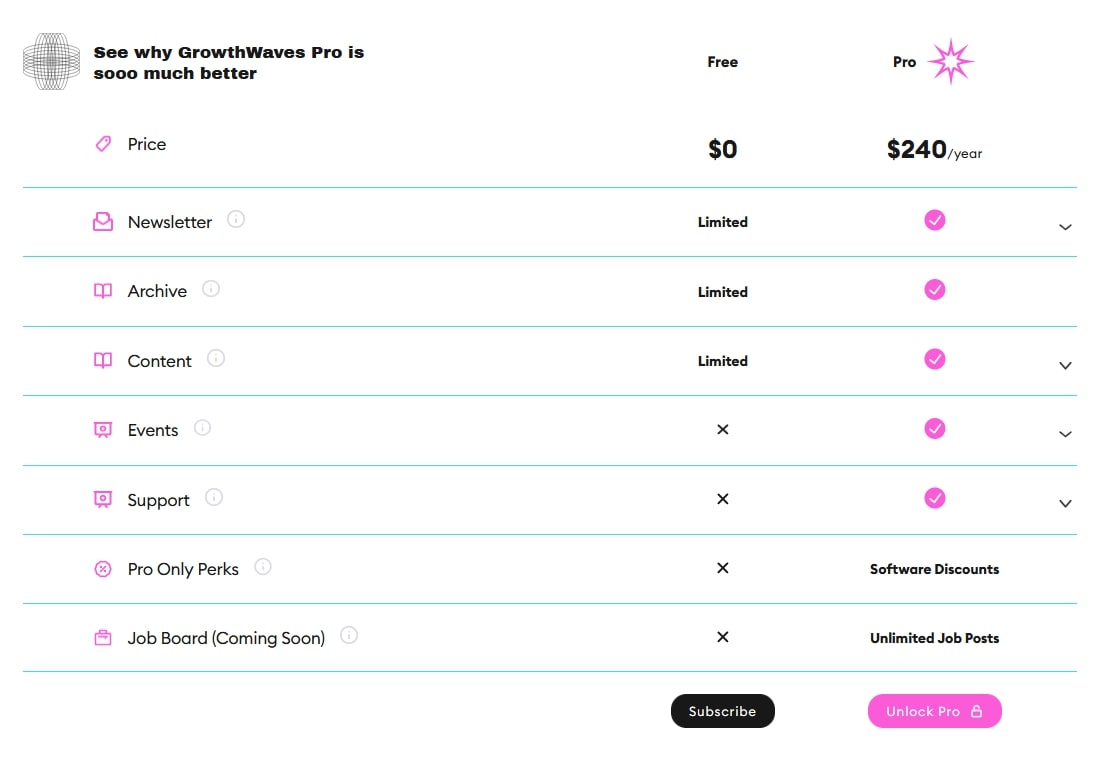 See why GrowthWaves Pro is
sooo much better
Free
Pro
Price
$0
$240/year
Newsletter
Limited
Archive
Limited
Content
Limited
Events
Support
Pro Only Perks
Software Discounts
Job Board (Coming Soon)
Unlimited Job Posts
Subscribe
Unlock Pro